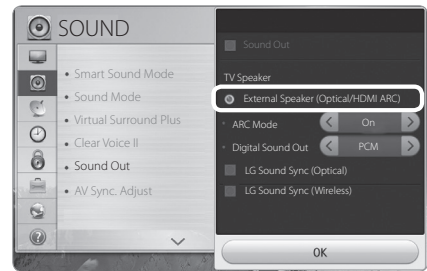 SOUND
• Smart Sound Mode
• Sound Mode
• Virtual Surround Plus
• Clear Voice II
• Sound Out
• AV Sync. Adjust
Sound Out
TV Speaker
External Speaker (Optical/HDMI ARC)
• ARC Mode < On >
• Digital Sound Out < PCM >
LG Sound Sync (Optical)
LG Sound Sync (Wireless)
OK